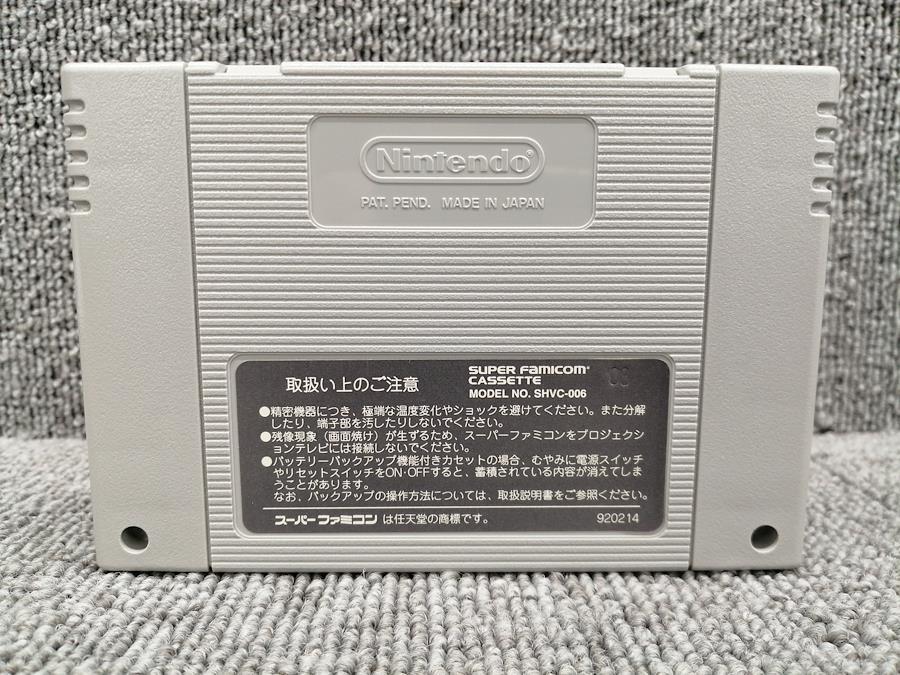 Nintendo®
PAT. PEND. MADE IN JAPAN
取扱い上のご注意
SUPER FAMICOM®
CASSETTE
MODEL NO. SHVC-006
●精密機器につき、極端な温度変化やショックを避けてください。また分解
したり、端子部を汚したりしないでください。
●残像現象（画面焼け）が生ずるため、スーパーファミコンをプロジェクシ
ョンテレビには接続しないでください。
●バッテリーバックアップ機能付きカセットの場合、むやみに電源スイッチ
やリセットスイッチをON・OFFすると、蓄積されている内容が消えてしま
うことがあります。
なお、バックアップの操作方法については、取扱説明書をご参照ください。
スーパーファミコン は任天堂の商標です。
920214